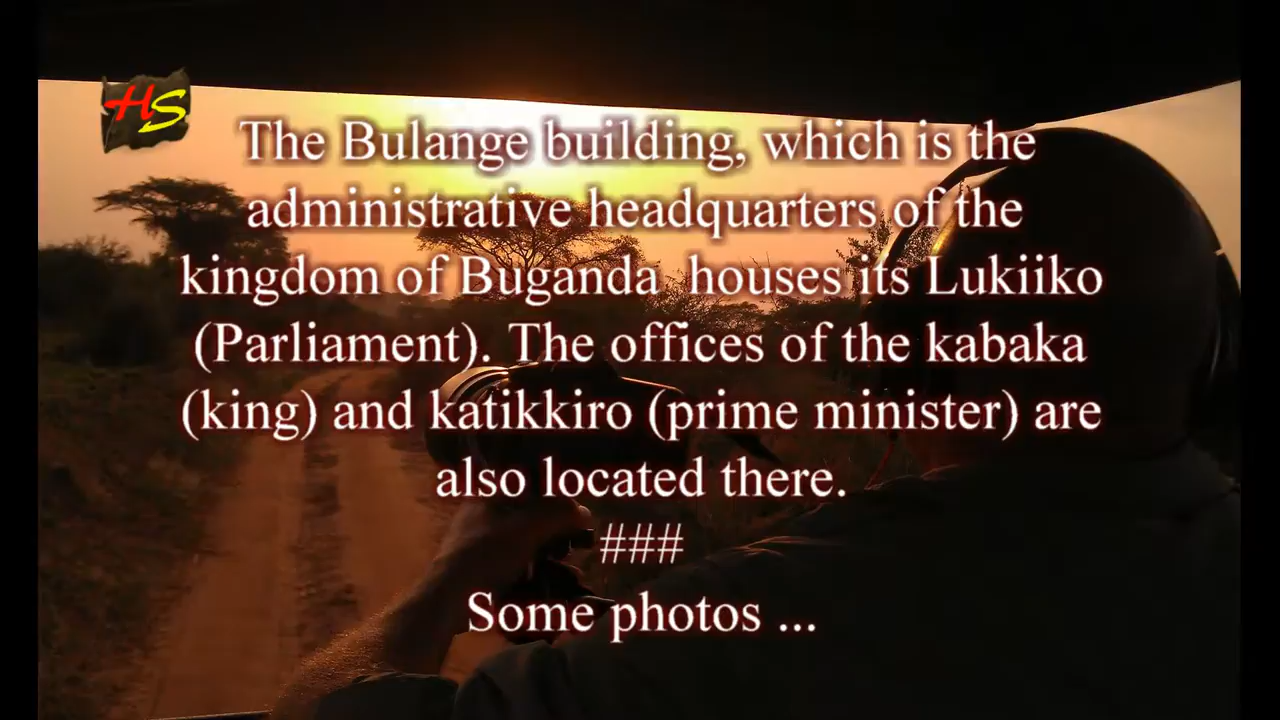 HS
The Bulange building, which is the
administrative headquarters of the
kingdom of Buganda  houses its Lukiiko
(Parliament). The offices of the kabaka
(king) and katikkiro (prime minister) are
also located there.
###
Some photos ...